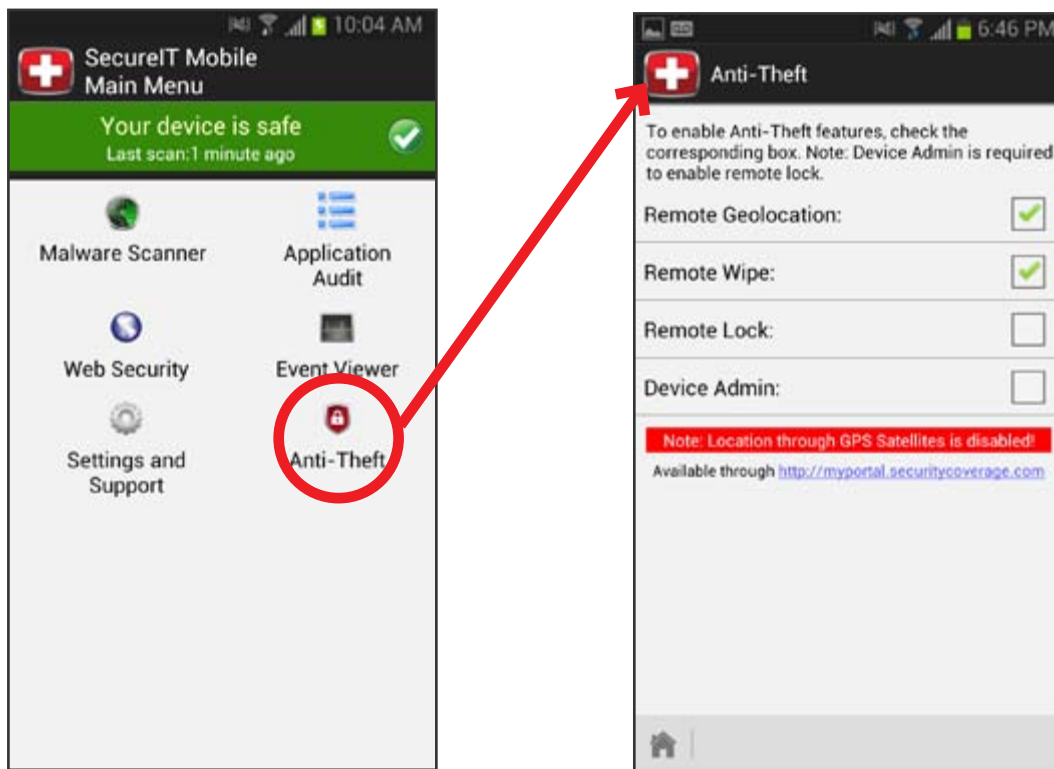 10:04 AM
SecureIT Mobile
Main Menu
Your device is safe
Last scan:1 minute ago
Malware Scanner
Application
Audit
Web Security
Event Viewer
Settings and
Support
Anti-Theft
6:46 PM
Anti-Theft
To enable Anti-Theft features, check the
corresponding box. Note: Device Admin is required
to enable remote lock.
Remote Geolocation:
Remote Wipe:
Remote Lock:
Device Admin:
Note: Location through GPS Satellites is disabled!
Available through http://myportal.securitycoverage.com